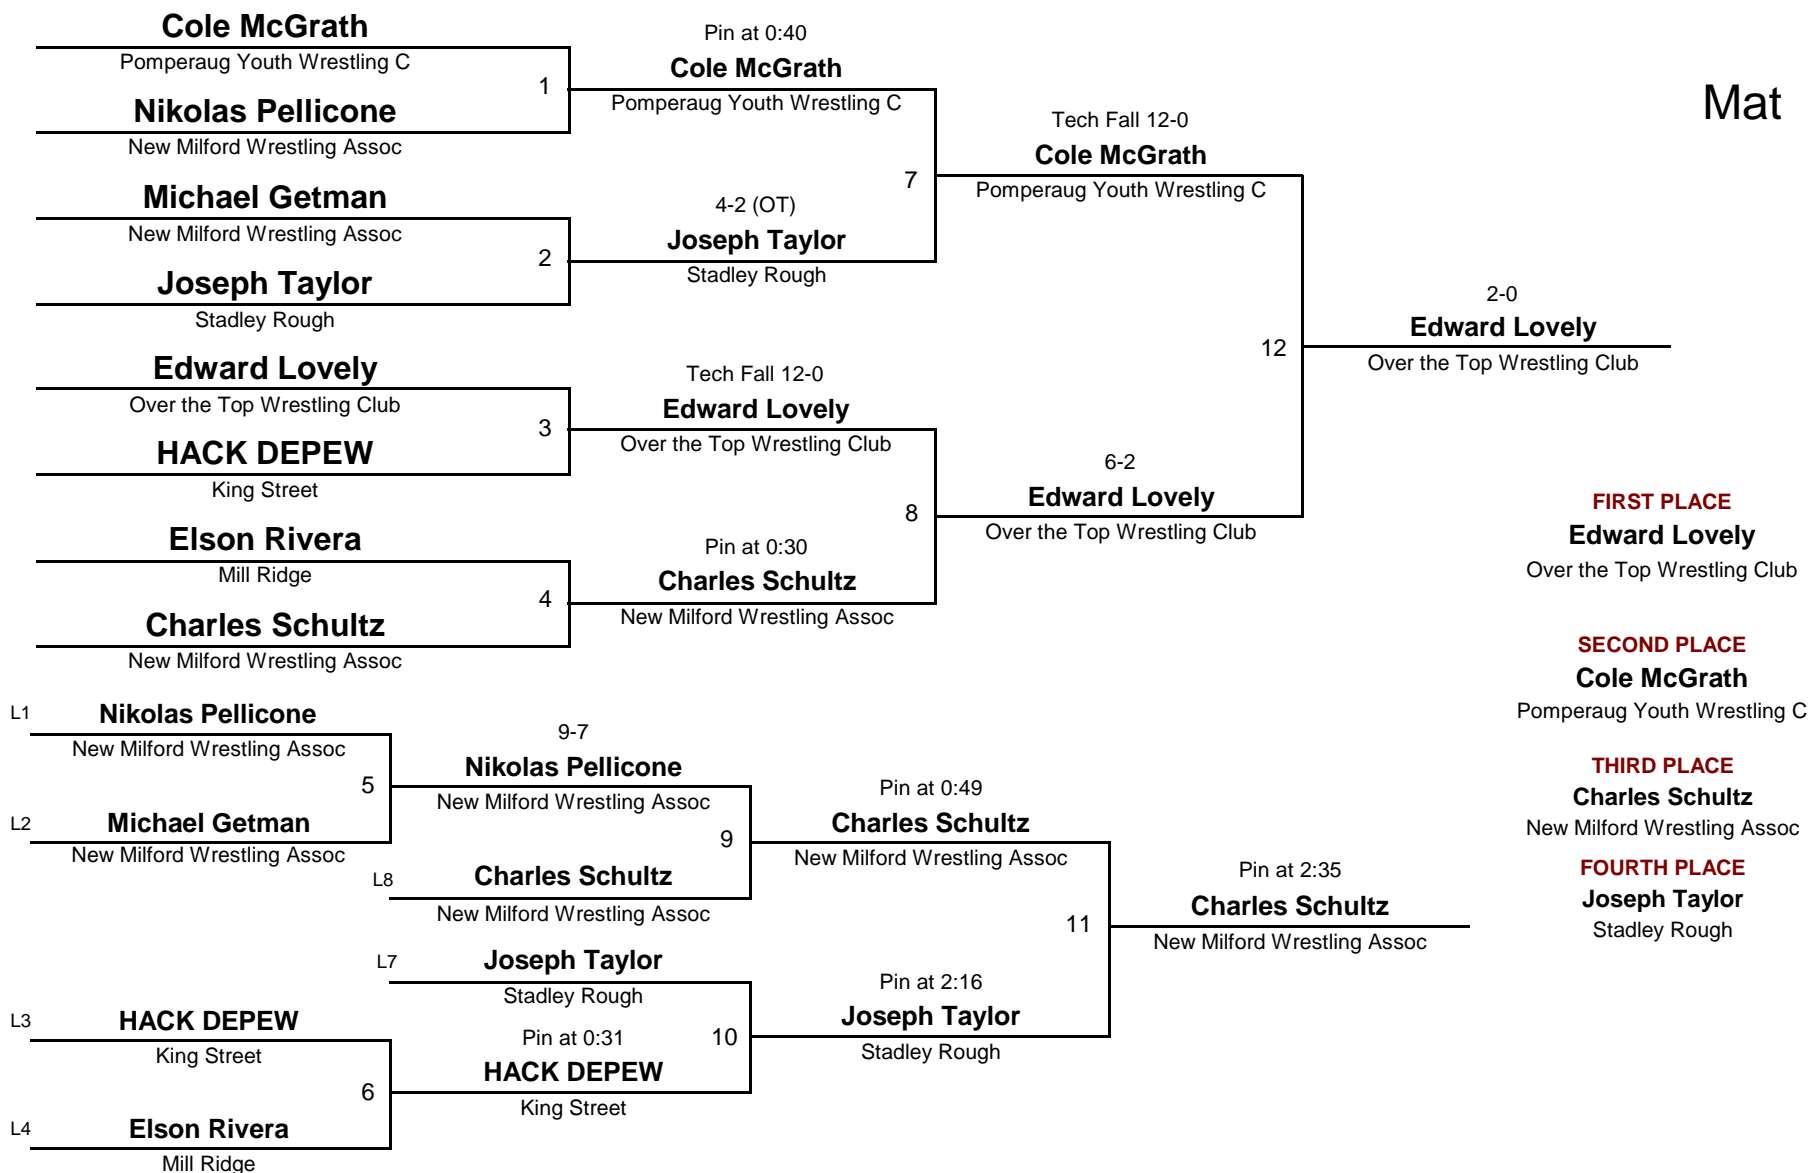 Cole McGrath
Pomperaug Youth Wrestling C
1
Nikolas Pellicone
New Milford Wrestling Assoc
Michael Getman
New Milford Wrestling Assoc
2
Joseph Taylor
Stadley Rough
Edward Lovely
Over the Top Wrestling Club
3
HACK DEPEW
King Street
Elson Rivera
Mill Ridge
4
Charles Schultz
New Milford Wrestling Assoc
Pin at 0:40
Cole McGrath
Pomperaug Youth Wrestling C
7
4-2 (OT)
Joseph Taylor
Stadley Rough
Tech Fall 12-0
Edward Lovely
Over the Top Wrestling Club
8
Pin at 0:30
Charles Schultz
New Milford Wrestling Assoc
Tech Fall 12-0
Cole McGrath
Pomperaug Youth Wrestling C
12
6-2
Edward Lovely
Over the Top Wrestling Club
2-0
Edward Lovely
Over the Top Wrestling Club
Mat
FIRST PLACE
Edward Lovely
Over the Top Wrestling Club
SECOND PLACE
Cole McGrath
Pomperaug Youth Wrestling C
THIRD PLACE
Charles Schultz
New Milford Wrestling Assoc
FOURTH PLACE
Joseph Taylor
Stadley Rough
L1
Nikolas Pellicone
New Milford Wrestling Assoc
5
L2
Michael Getman
New Milford Wrestling Assoc
9-7
Nikolas Pellicone
New Milford Wrestling Assoc
9
L8
Charles Schultz
New Milford Wrestling Assoc
L7
Joseph Taylor
Stadley Rough
10
Pin at 0:31
HACK DEPEW
King Street
L3
HACK DEPEW
King Street
6
L4
Elson Rivera
Mill Ridge
Pin at 0:49
Charles Schultz
New Milford Wrestling Assoc
11
Pin at 2:16
Joseph Taylor
Stadley Rough
Pin at 2:35
Charles Schultz
New Milford Wrestling Assoc